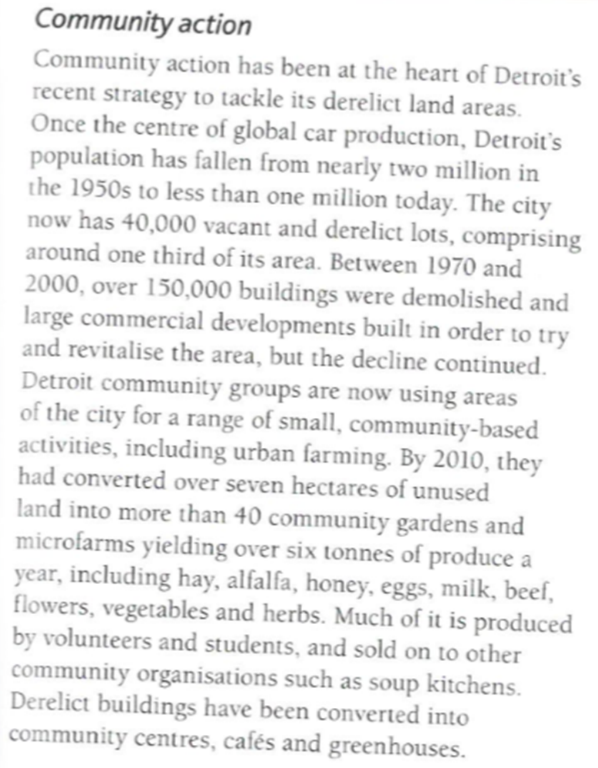 Community action
Community action has been at the heart of Detroit's
recent strategy to tackle its derelict land areas.
Once the centre of global car production, Detroit's
population has fallen from nearly two million in
the 1950s to less than one million today. The city
now has 40,000 vacant and derelict lots, comprising
around one third of its area. Between 1970 and
2000, over 150,000 buildings were demolished and
large commercial developments built in order to try
and revitalise the area, but the decline continued.
Detroit community groups are now using areas
of the city for a range of small, community-based
activities, including urban farming. By 2010, they
had converted over seven hectares of unused
land into more than 40 community gardens and
microfarms yielding over six tonnes of produce a
year, including hay, alfalfa, honey, eggs, milk, beef,
flowers, vegetables and herbs. Much of it is produced
by volunteers and students, and sold on to other
community organisations such as soup kitchens.
Derelict buildings have been converted into
community centres, cafés and greenhouses.